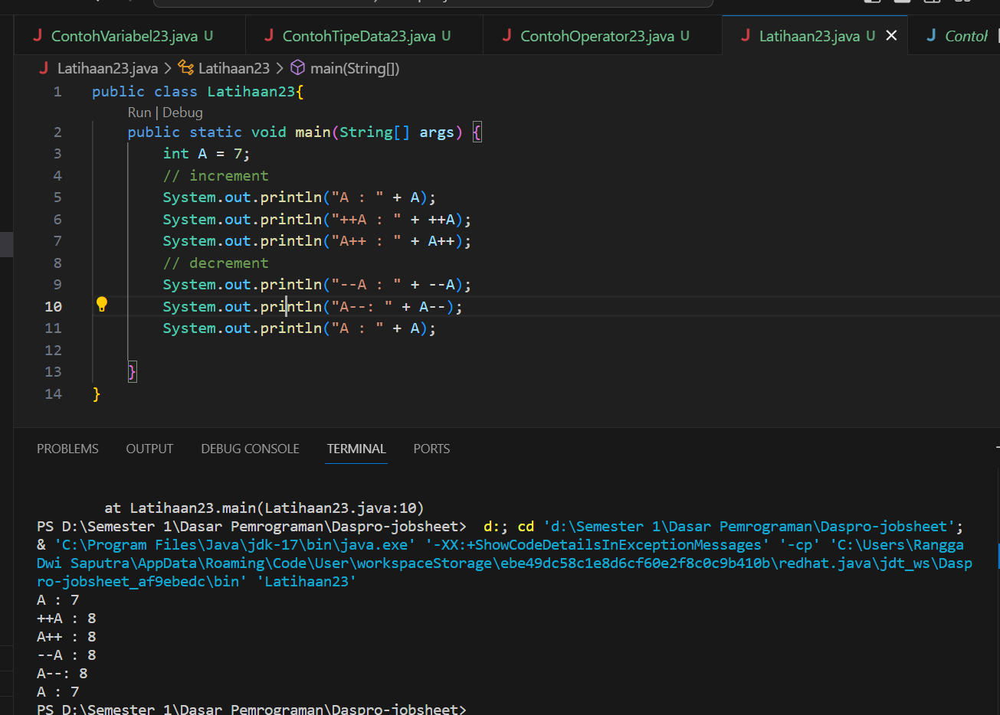 J ContohVariabel23.java U J ContohTipeData23.java U J ContohOperator23.java U J Latihaan23.java U × J Contoh
J Latihaan23.java > Latihaan23 > main(String[])
1 public class Latihaan23{
Run | Debug
2 public static void main(String[] args) {
3 int A = 7;
4 // increment
5 System.out.println("A : " + A);
6 System.out.println("++A : " + ++A);
7 System.out.println("A++ : " + A++);
8 // decrement
9 System.out.println("--A : " + --A);
10 System.out.println("A--: " + A--);
11 System.out.println("A : " + A);
12
13 }
14 }
PROBLEMS OUTPUT DEBUG CONSOLE TERMINAL PORTS
at Latihaan23.main(Latihaan23.java:10)
PS D:\Semester 1\Dasar Pemrograman\Daspro-jobsheet> d:; cd 'd:\Semester 1\Dasar Pemrograman\Daspro-jobsheet';
& 'C:\Program Files\Java\jdk-17\bin\java.exe' '-XX:+ShowCodeDetailsInExceptionMessages' '-cp' 'C:\Users\Rangga
Dwi Saputra\AppData\Roaming\Code\User\workspaceStorage\ebe49dc58c1e8d6cf60e2f8c0c9b410b\redhat.java\jdt_ws\Dasp
ro-jobsheet_af9ebedc\bin' 'Latihaan23'
A : 7
++A : 8
A++ : 8
--A : 8
A--: 8
A : 7
PS D:\Semester 1\Dasar Pemrograman\Daspro-jobsheet>